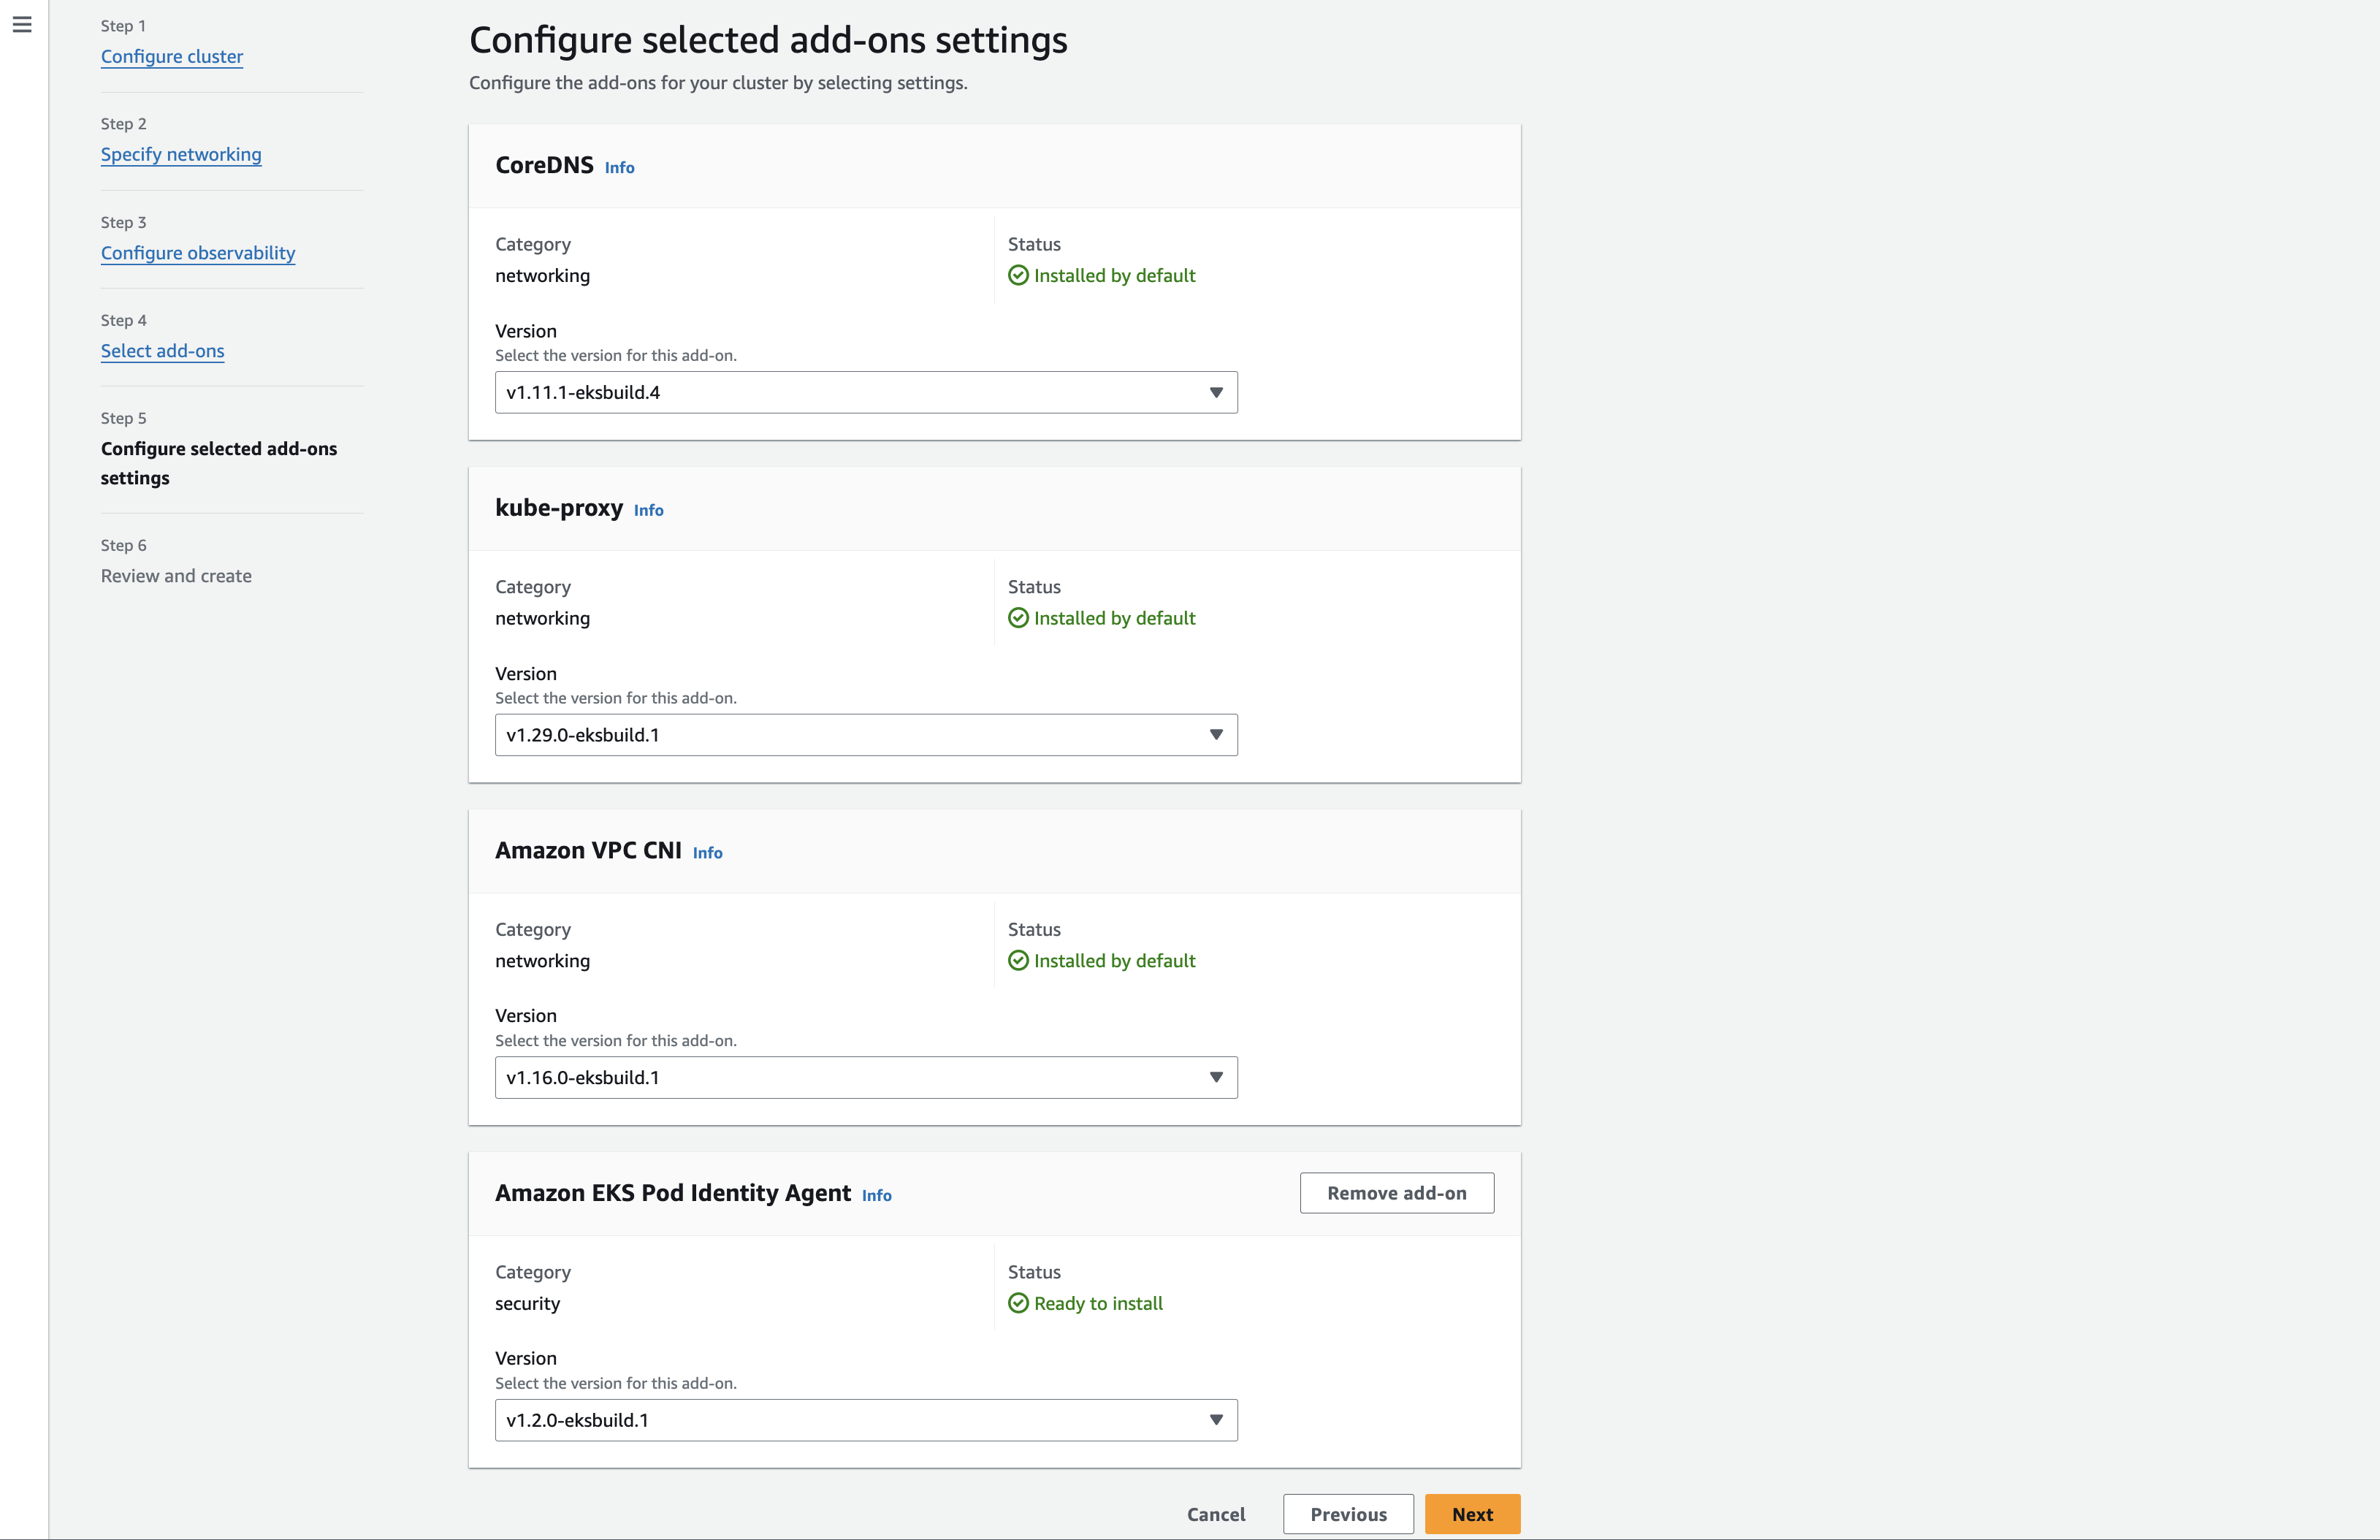 Step 1
Configure cluster
Step 2
Specify networking
Step 3
Configure observability
Step 4
Select add-ons
Step 5
Configure selected add-ons
settings
Step 6
Review and create
Configure selected add-ons settings
Configure the add-ons for your cluster by selecting settings.
CoreDNS Info
Category
networking
Status
Installed by default
Version
Select the version for this add-on.
v1.11.1-eksbuild.4
kube-proxy Info
Category
networking
Status
Installed by default
Version
Select the version for this add-on.
v1.29.0-eksbuild.1
Amazon VPC CNI Info
Category
networking
Status
Installed by default
Version
Select the version for this add-on.
v1.16.0-eksbuild.1
Amazon EKS Pod Identity Agent Info
Remove add-on
Category
security
Status
Ready to install
Version
Select the version for this add-on.
v1.2.0-eksbuild.1
Cancel
Previous
Next